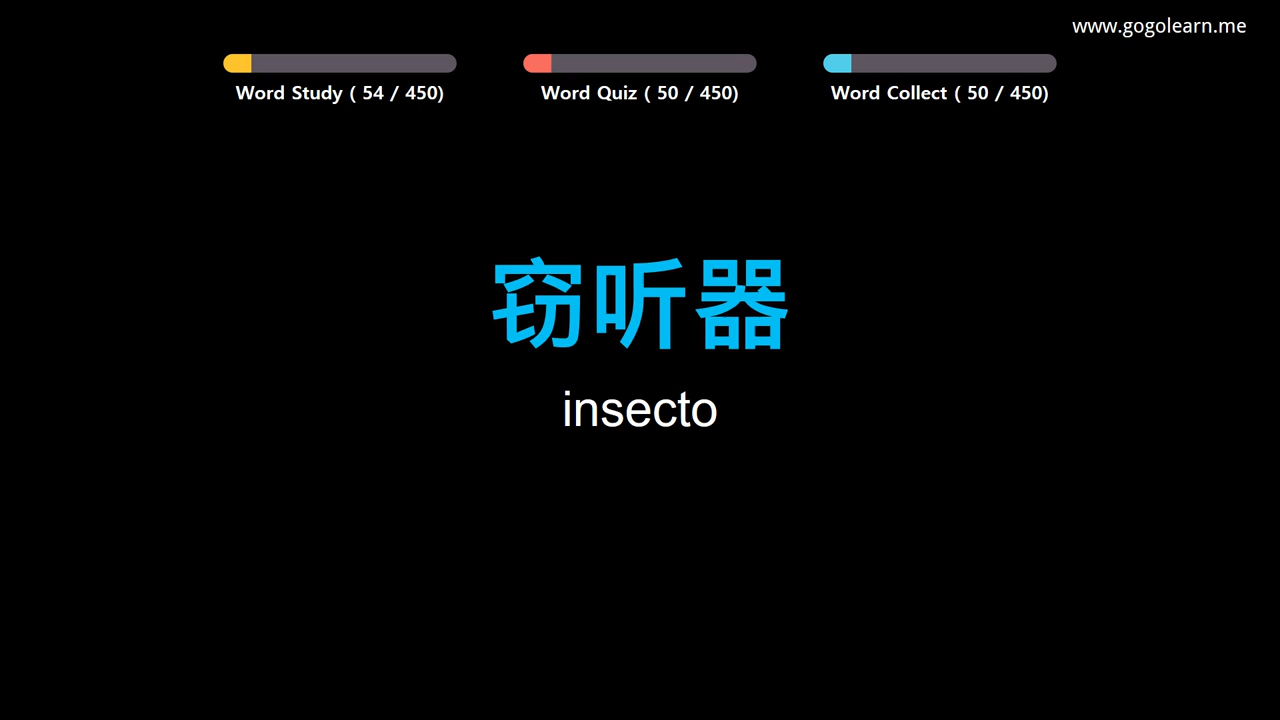 www.gogolearn.me
Word Study ( 54 / 450)
Word Quiz ( 50 / 450)
Word Collect ( 50 / 450)
窃听器
insecto